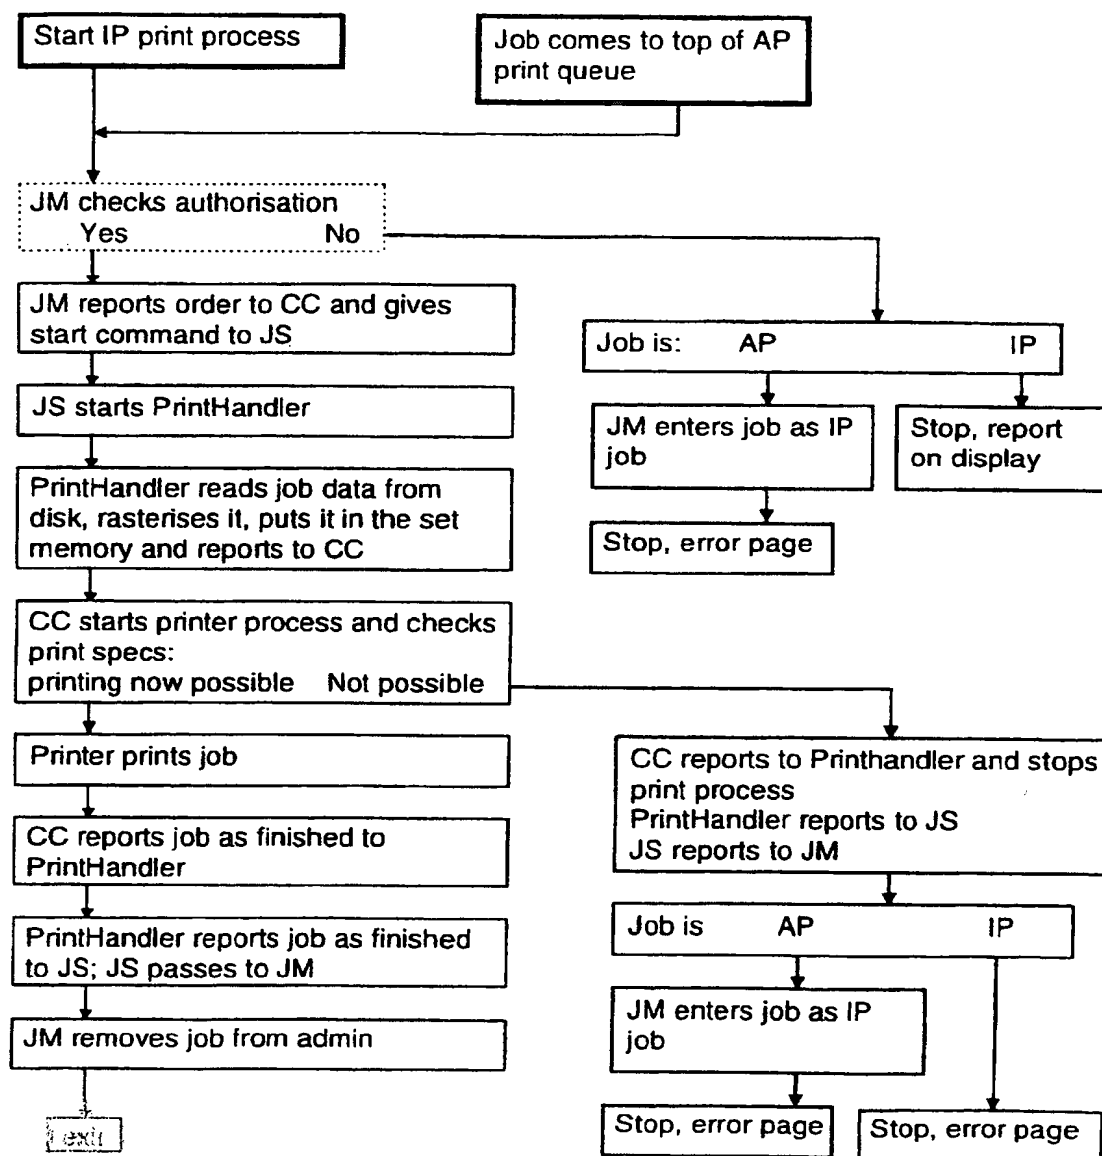 Start IP print process
Job comes to top of AP
print queue
JM checks authorisation
Yes No
JM reports order to CC and gives
start command to JS
Job is: AP IP
JS starts PrintHandler
JM enters job as IP
job
Stop, report
on display
PrintHandler reads job data from
disk, rasterises it, puts it in the set
memory and reports to CC
Stop, error page
CC starts printer process and checks
print specs:
printing now possible Not possible
Printer prints job
CC reports to Printhandler and stops
print process
PrintHandler reports to JS
JS reports to JM
CC reports job as finished to
PrintHandler
Job is AP IP
PrintHandler reports job as finished
to JS; JS passes to JM
JM enters job as IP
job
JM removes job from admin
exit
Stop, error page
Stop, error page